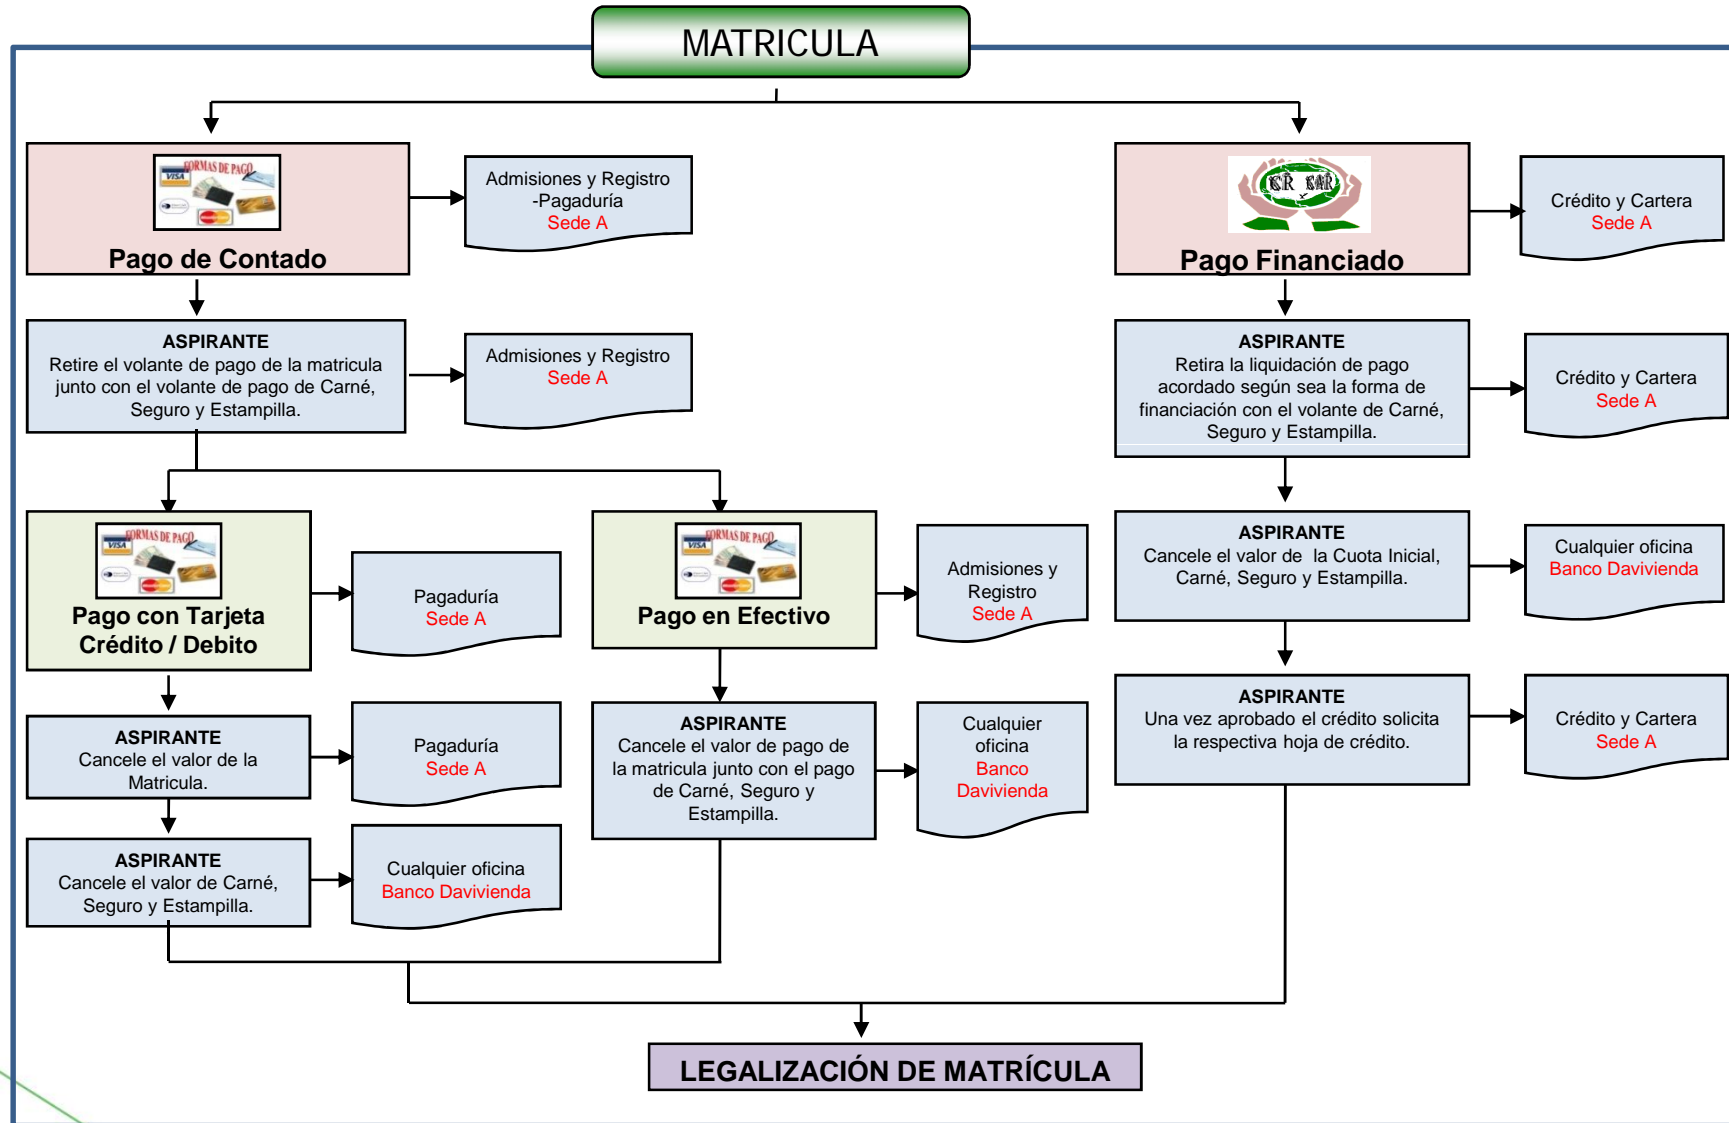 MATRICULA
FORMAS DE PAGO
VISA
Pago de Contado
Admisiones y Registro
-Pagaduría
Sede A
CR CAR
Pago Financiado
Crédito y Cartera
Sede A
ASPIRANTE
Retire el volante de pago de la matricula
junto con el volante de pago de Carné,
Seguro y Estampilla.
Admisiones y Registro
Sede A
ASPIRANTE
Retira la liquidación de pago
acordado según sea la forma de
financiación con el volante de Carné,
Seguro y Estampilla.
Crédito y Cartera
Sede A
FORMAS DE PAGO
VISA
Pago con Tarjeta
Crédito / Debito
Pagaduría
Sede A
FORMAS DE PAGO
VISA
Pago en Efectivo
Admisiones y
Registro
Sede A
ASPIRANTE
Cancele el valor de la Cuota Inicial,
Carné, Seguro y Estampilla.
Cualquier oficina
Banco Davivienda
ASPIRANTE
Cancele el valor de la
Matricula.
Pagaduría
Sede A
ASPIRANTE
Cancele el valor de pago de
la matricula junto con el pago
de Carné, Seguro y
Estampilla.
Cualquier
oficina
Banco
Davivienda
ASPIRANTE
Una vez aprobado el crédito solicita
la respectiva hoja de crédito.
Crédito y Cartera
Sede A
ASPIRANTE
Cancele el valor de Carné,
Seguro y Estampilla.
Cualquier oficina
Banco Davivienda
LEGALIZACIÓN DE MATRÍCULA